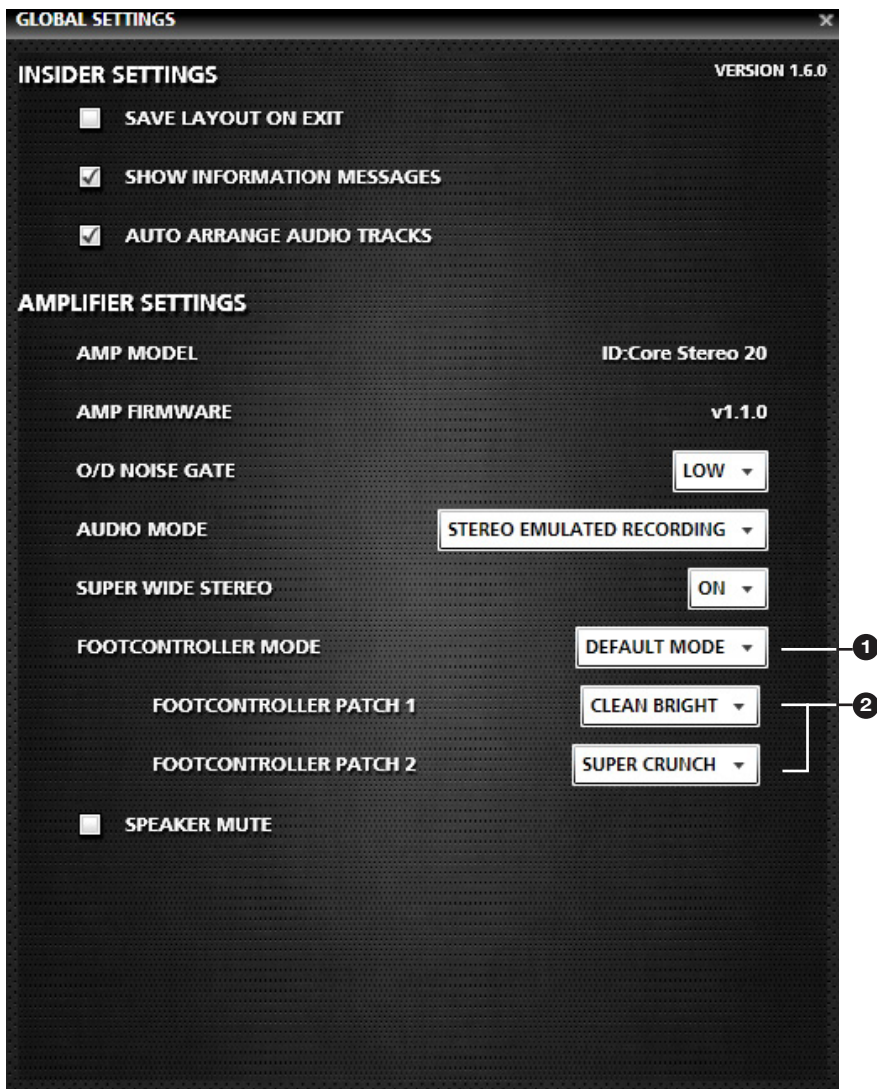 GLOBAL SETTINGS ×
INSIDER SETTINGS VERSION 1.6.0
SAVE LAYOUT ON EXIT
SHOW INFORMATION MESSAGES
AUTO ARRANGE AUDIO TRACKS
AMPLIFIER SETTINGS
AMP MODEL ID:Core Stereo 20
AMP FIRMWARE v1.1.0
O/D NOISE GATE LOW
AUDIO MODE STEREO EMULATED RECORDING
SUPER WIDE STEREO ON
FOOTCONTROLLER MODE DEFAULT MODE 1
FOOTCONTROLLER PATCH 1 CLEAN BRIGHT 2
FOOTCONTROLLER PATCH 2 SUPER CRUNCH
SPEAKER MUTE